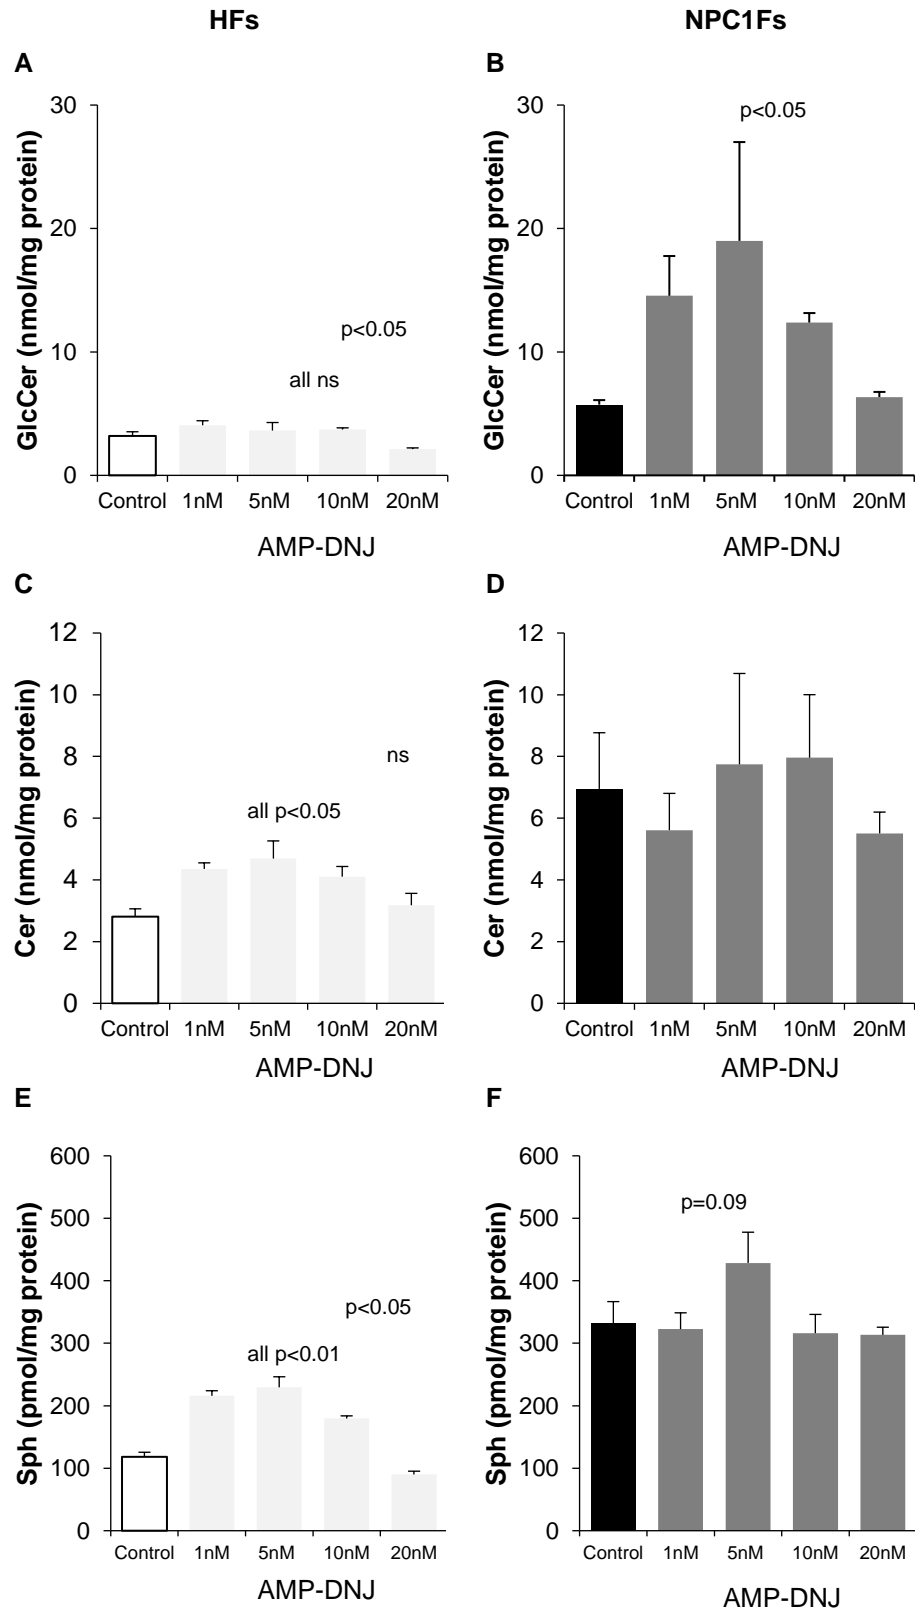 HFs
NPC1Fs
A
GlcCer (nmol/mg protein)
30
20
10
0
p<0.05
all ns
Control 1nM 5nM 10nM 20nM
AMP-DNJ
B
GlcCer (nmol/mg protein)
30
20
10
0
p<0.05
Control 1nM 5nM 10nM 20nM
AMP-DNJ
C
Cer (nmol/mg protein)
12
10
8
6
4
2
0
ns
all p<0.05
Control 1nM 5nM 10nM 20nM
AMP-DNJ
D
Cer (nmol/mg protein)
12
10
8
6
4
2
0
Control 1nM 5nM 10nM 20nM
AMP-DNJ
E
Sph (pmol/mg protein)
600
500
400
300
200
100
0
p<0.05
all p<0.01
Control 1nM 5nM 10nM 20nM
AMP-DNJ
F
Sph (pmol/mg protein)
600
500
400
300
200
100
0
p=0.09
Control 1nM 5nM 10nM 20nM
AMP-DNJ